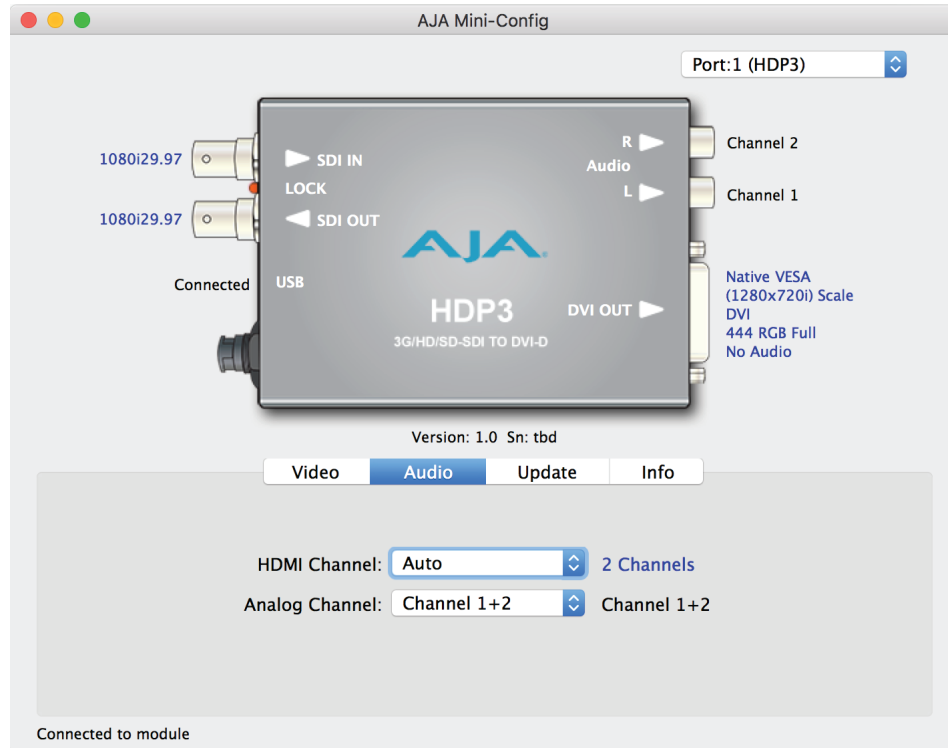 AJA Mini-Config
Port:1 (HDP3)
1080i29.97
SDI IN
LOCK
1080i29.97
SDI OUT
Connected
USB
R
Audio
L
Channel 2
Channel 1
AJA
HDP3
3G/HD/SD-SDI TO DVI-D
DVI OUT
Native VESA
(1280x720i) Scale
DVI
444 RGB Full
No Audio
Version: 1.0 Sn: tbd
Video Audio Update Info
HDMI Channel: Auto 2 Channels
Analog Channel: Channel 1+2 Channel 1+2
Connected to module